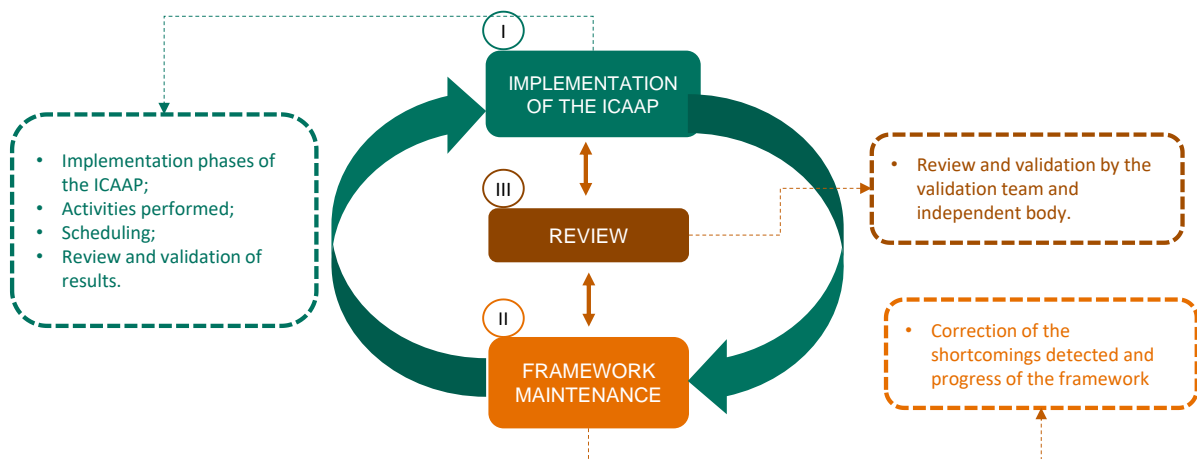 I
IMPLEMENTATION
OF THE ICAAP
• Implementation phases of
the ICAAP;
• Activities performed;
• Scheduling;
• Review and validation of
results.
III
REVIEW
• Review and validation by the
validation team and
independent body.
II
FRAMEWORK
MAINTENANCE
• Correction of the
shortcomings detected and
progress of the framework